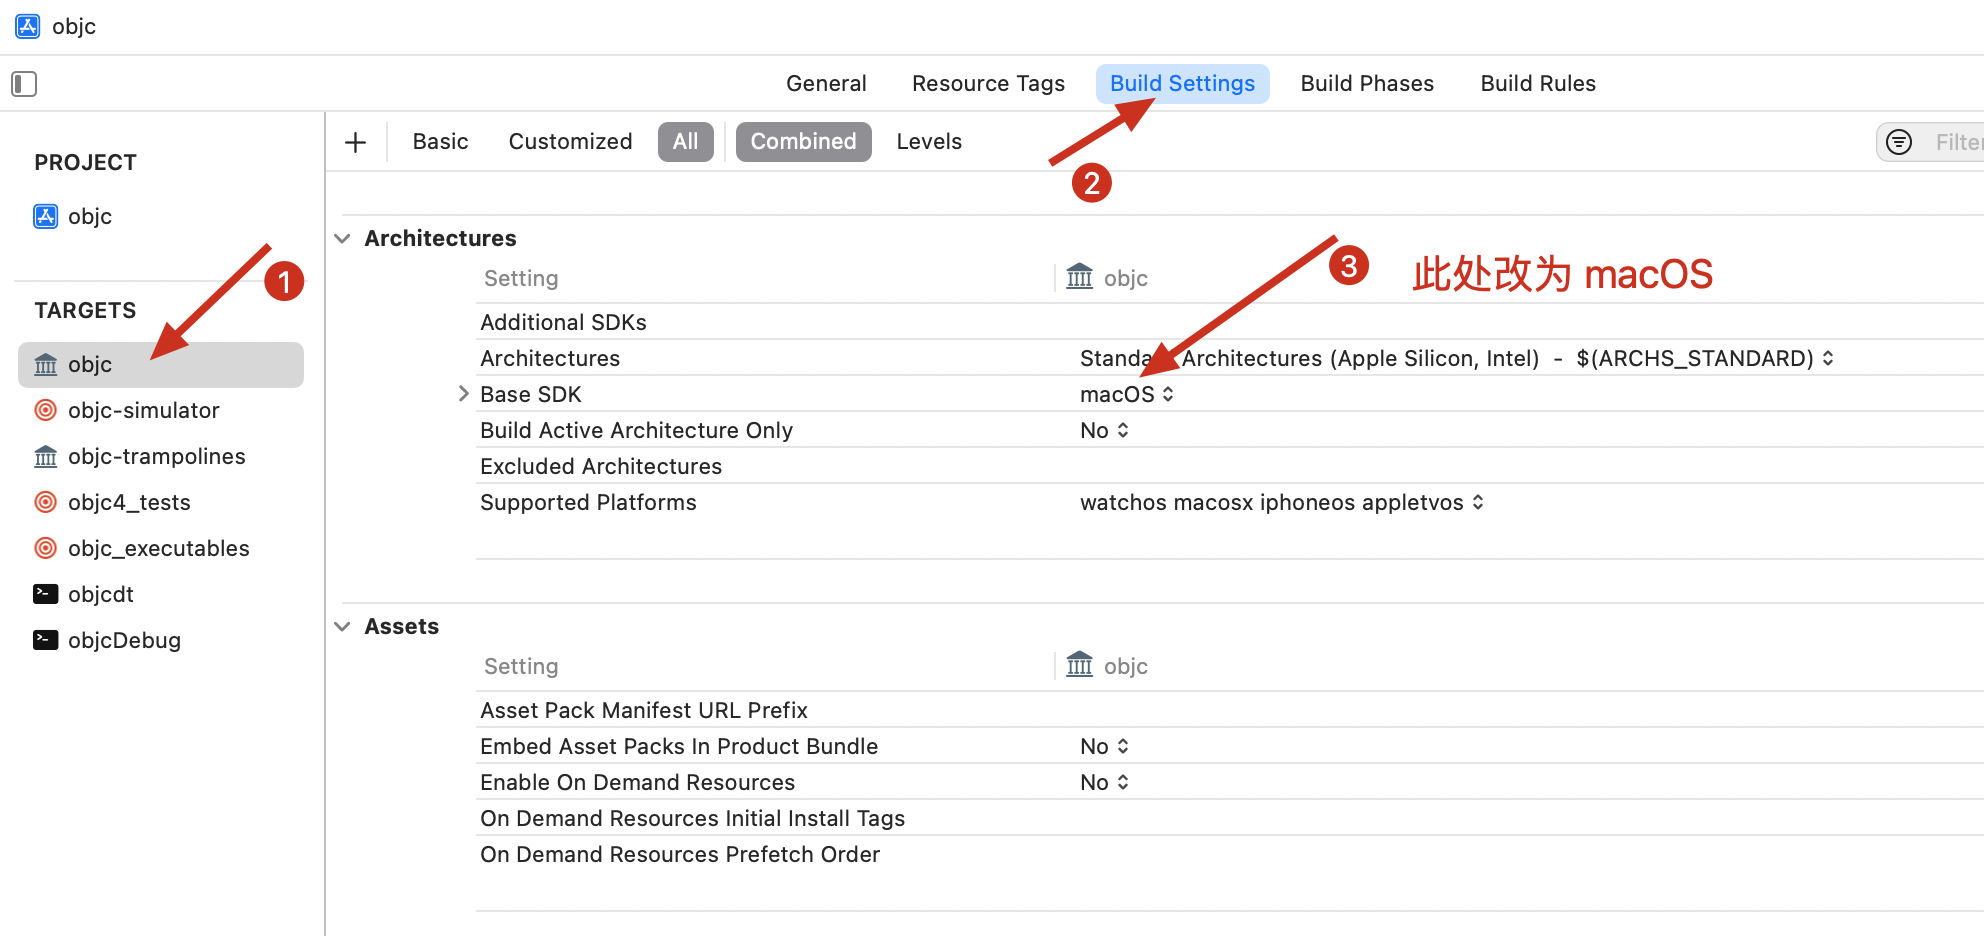 objc
General Resource Tags Build Settings Build Phases Build Rules
+ Basic Customized All Combined Levels
2
PROJECT
objc
1
TARGETS
objc
objc-simulator
objc-trampolines
objc4_tests
objc_executables
objcdt
objcDebug
Architectures
3 此处改为 macOS
Setting objc
Additional SDKs
Architectures Standa Architectures (Apple Silicon, Intel) - $(ARCHS_STANDARD)
Base SDK macOS
Build Active Architecture Only No
Excluded Architectures
Supported Platforms watchos macosx iphoneos appletvos
Assets
Setting objc
Asset Pack Manifest URL Prefix
Embed Asset Packs In Product Bundle No
Enable On Demand Resources No
On Demand Resources Initial Install Tags
On Demand Resources Prefetch Order